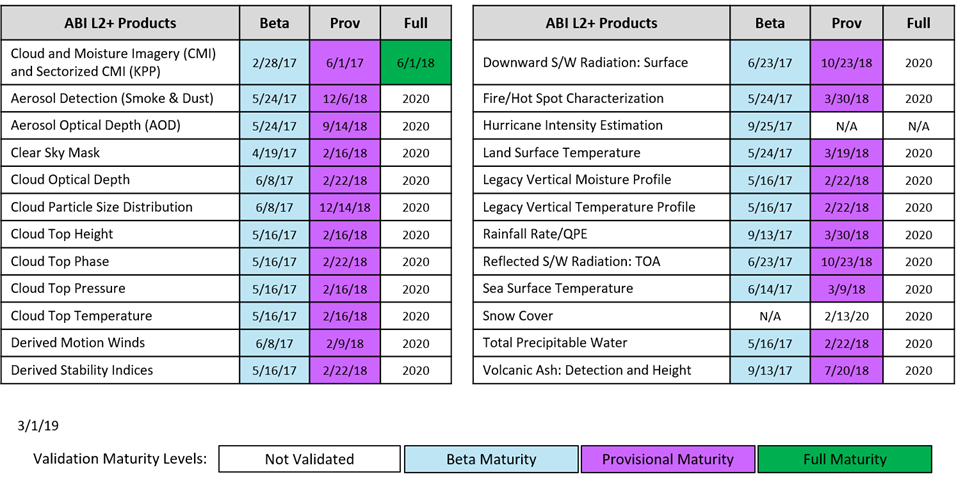 ABI L2+ Products Beta Prov Full
Cloud and Moisture Imagery (CMI)
and Sectorized CMI (KPP) 2/28/17 6/1/17 6/1/18
Aerosol Detection (Smoke & Dust) 5/24/17 12/6/18 2020
Aerosol Optical Depth (AOD) 5/24/17 9/14/18 2020
Clear Sky Mask 4/19/17 2/16/18 2020
Cloud Optical Depth 6/8/17 2/22/18 2020
Cloud Particle Size Distribution 6/8/17 12/14/18 2020
Cloud Top Height 5/16/17 2/16/18 2020
Cloud Top Phase 5/16/17 2/22/18 2020
Cloud Top Pressure 5/16/17 2/16/18 2020
Cloud Top Temperature 5/16/17 2/16/18 2020
Derived Motion Winds 6/8/17 2/9/18 2020
Derived Stability Indices 5/16/17 2/22/18 2020
ABI L2+ Products Beta Prov Full
Downward S/W Radiation: Surface 6/23/17 10/23/18 2020
Fire/Hot Spot Characterization 5/24/17 3/30/18 2020
Hurricane Intensity Estimation 9/25/17 N/A N/A
Land Surface Temperature 5/24/17 3/19/18 2020
Legacy Vertical Moisture Profile 5/16/17 2/22/18 2020
Legacy Vertical Temperature Profile 5/16/17 2/22/18 2020
Rainfall Rate/QPE 9/13/17 3/30/18 2020
Reflected S/W Radiation: TOA 6/23/17 10/23/18 2020
Sea Surface Temperature 6/14/17 3/9/18 2020
Snow Cover N/A 2/13/20 2020
Total Precipitable Water 5/16/17 2/22/18 2020
Volcanic Ash: Detection and Height 9/13/17 7/20/18 2020
3/1/19
Validation Maturity Levels: Not Validated Beta Maturity Provisional Maturity Full Maturity